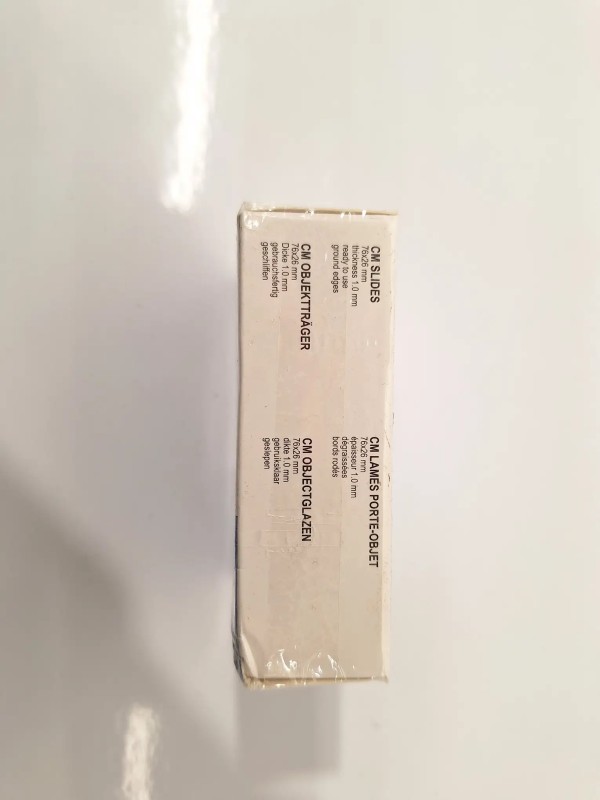 CM SLIDES
76x26 mm
thickness 1.0 mm
ready to use
ground edges
CM LAMES PORTE-OBJET
76x26 mm
épaisseur 1.0 mm
dégraissées
bords rodés
CM OBJEKTTRÄGER
76x26 mm
Dicke 1.0 mm
gebrauchsfertig
geschliffen
CM OBJECTGLAZEN
76x26 mm
dikte 1.0 mm
gebruiksklaar
geslepen